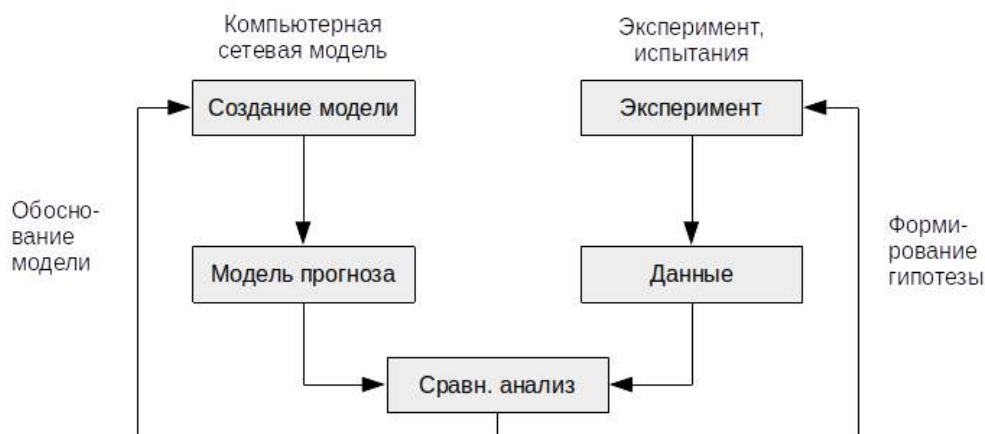 Компьютерная
сетевая модель
Эксперимент,
испытания
Создание модели
Эксперимент
Обосно-
вание
модели
Форми-
рование
гипотезы
Модель прогноза
Данные
Сравн. анализ